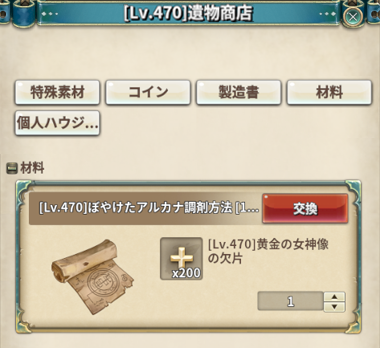 [Lv.470]遺物商店
特殊素材
コイン
製造書
材料
個人ハウジ...
材料
[Lv.470]ぼやけたアルカナ調剤方法 [1...
交換
[Lv.470]黄金の女神像
の欠片
x200
1